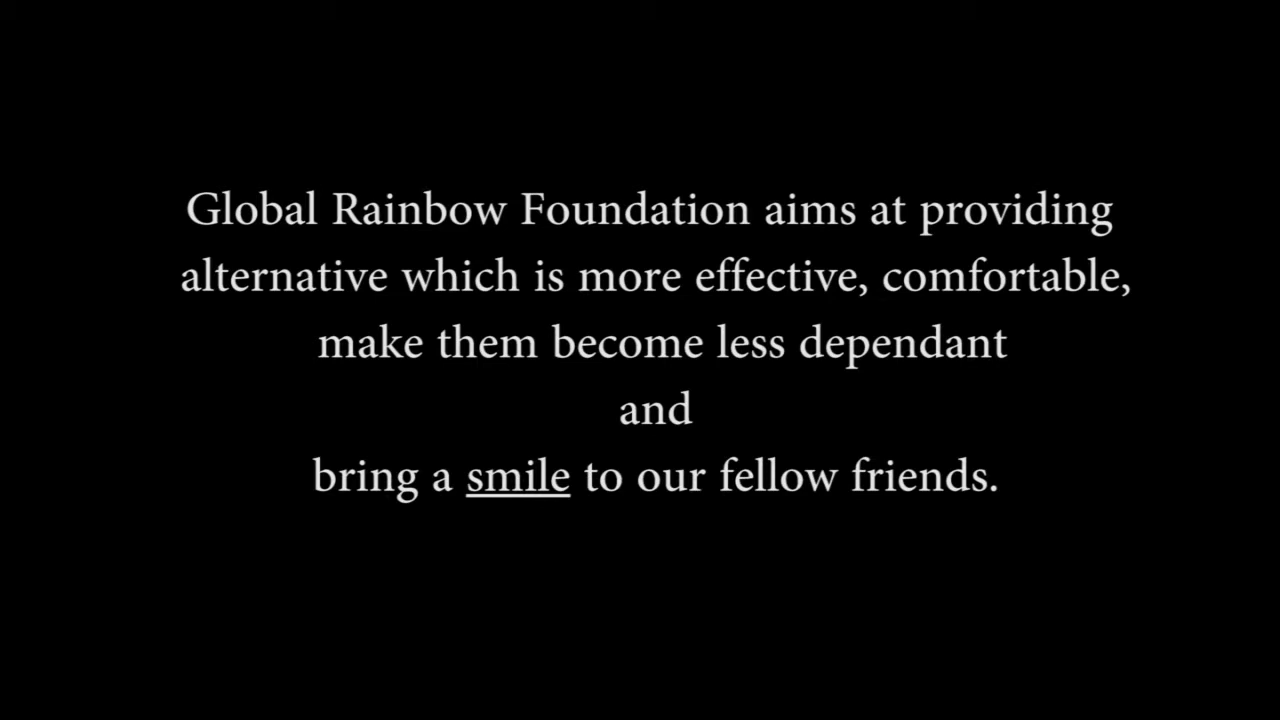 Global Rainbow Foundation aims at providing
alternative which is more effective, comfortable,
make them become less dependant
and
bring a smile to our fellow friends.